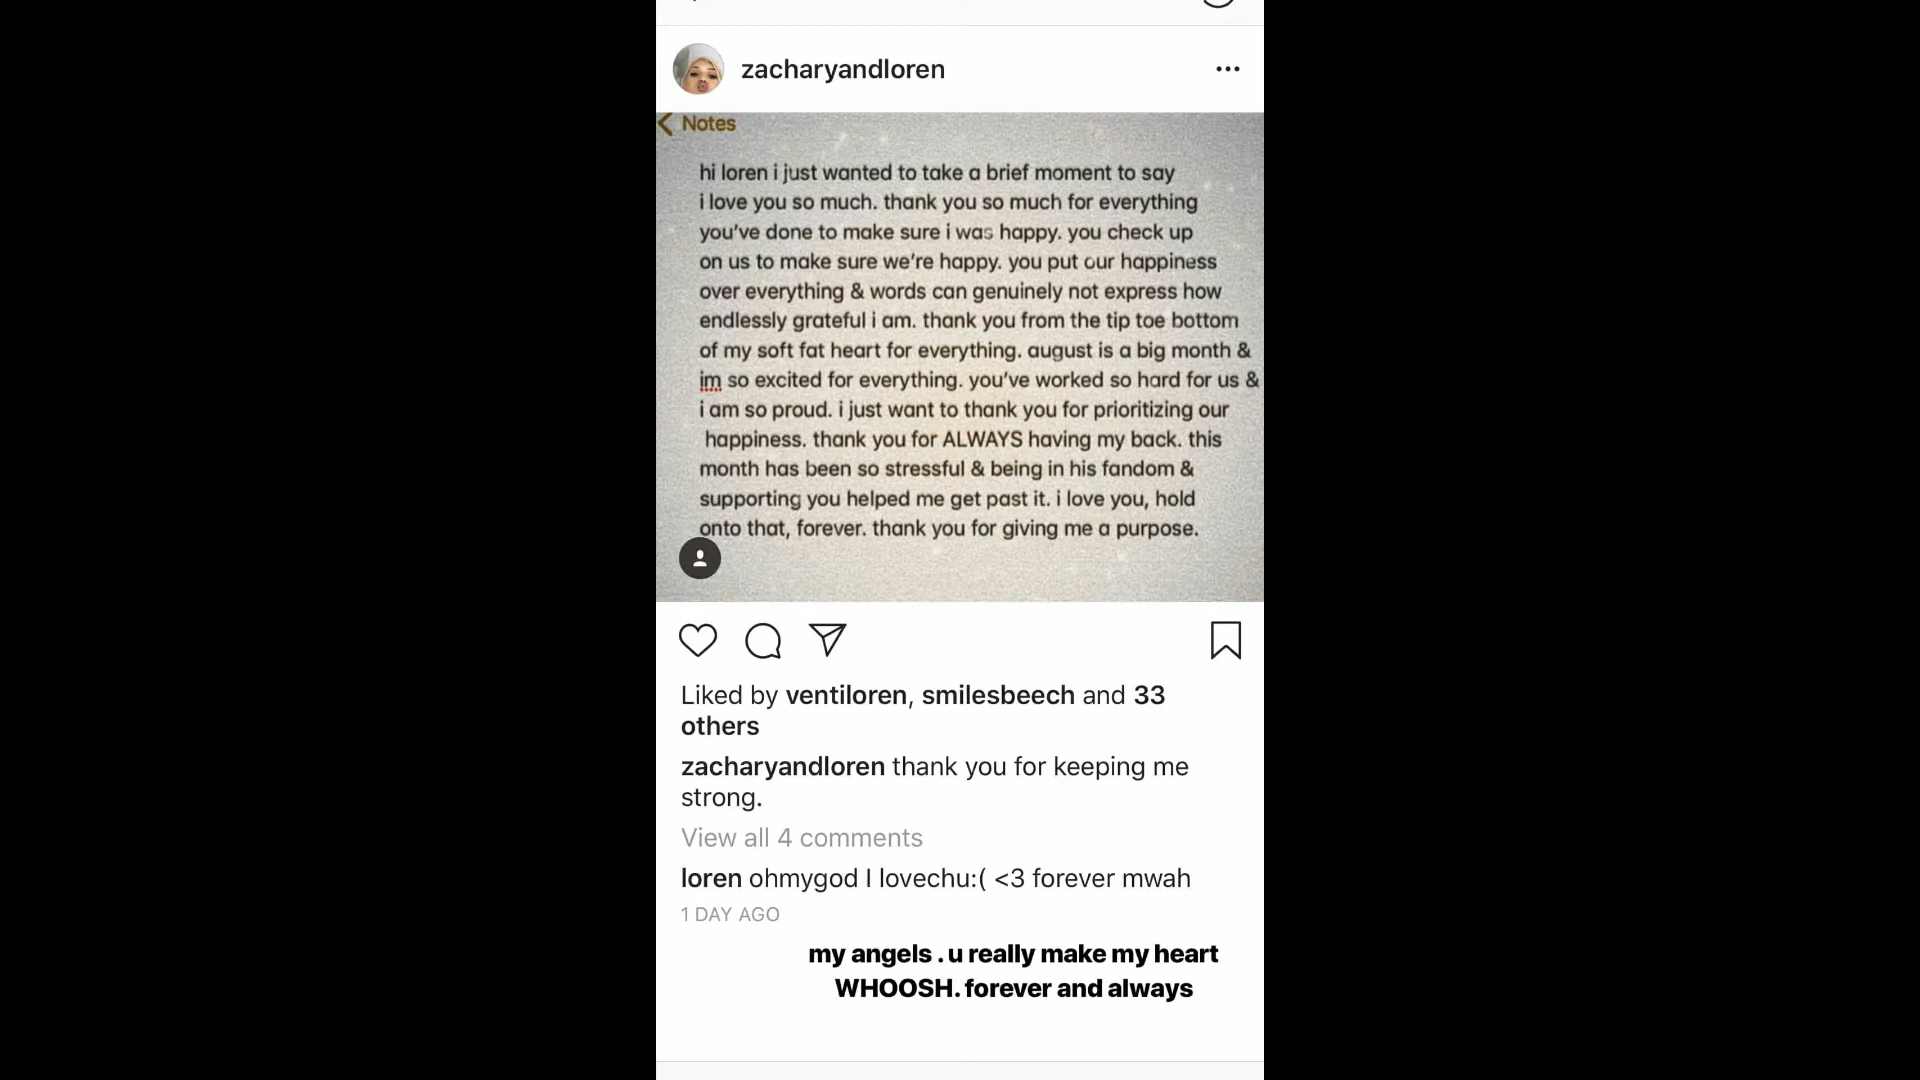 zacharyandloren
Notes
hi loren i just wanted to take a brief moment to say
i love you so much. thank you so much for everything
you've done to make sure i was happy. you check up
on us to make sure we're happy. you put our happiness
over everything & words can genuinely not express how
endlessly grateful i am. thank you from the tip toe bottom
of my soft fat heart for everything. august is a big month &
im so excited for everything. you've worked so hard for us &
i am so proud. i just want to thank you for prioritizing our
happiness. thank you for ALWAYS having my back. this
month has been so stressful & being in his fandom &
supporting you helped me get past it. i love you, hold
onto that, forever. thank you for giving me a purpose.
Liked by ventiloren, smilesbeech and 33
others
zacharyandloren thank you for keeping me
strong.
View all 4 comments
loren ohmygod I lovechu:( <3 forever mwah
1 DAY AGO
my angels . u really make my heart
WHOOSH. forever and always